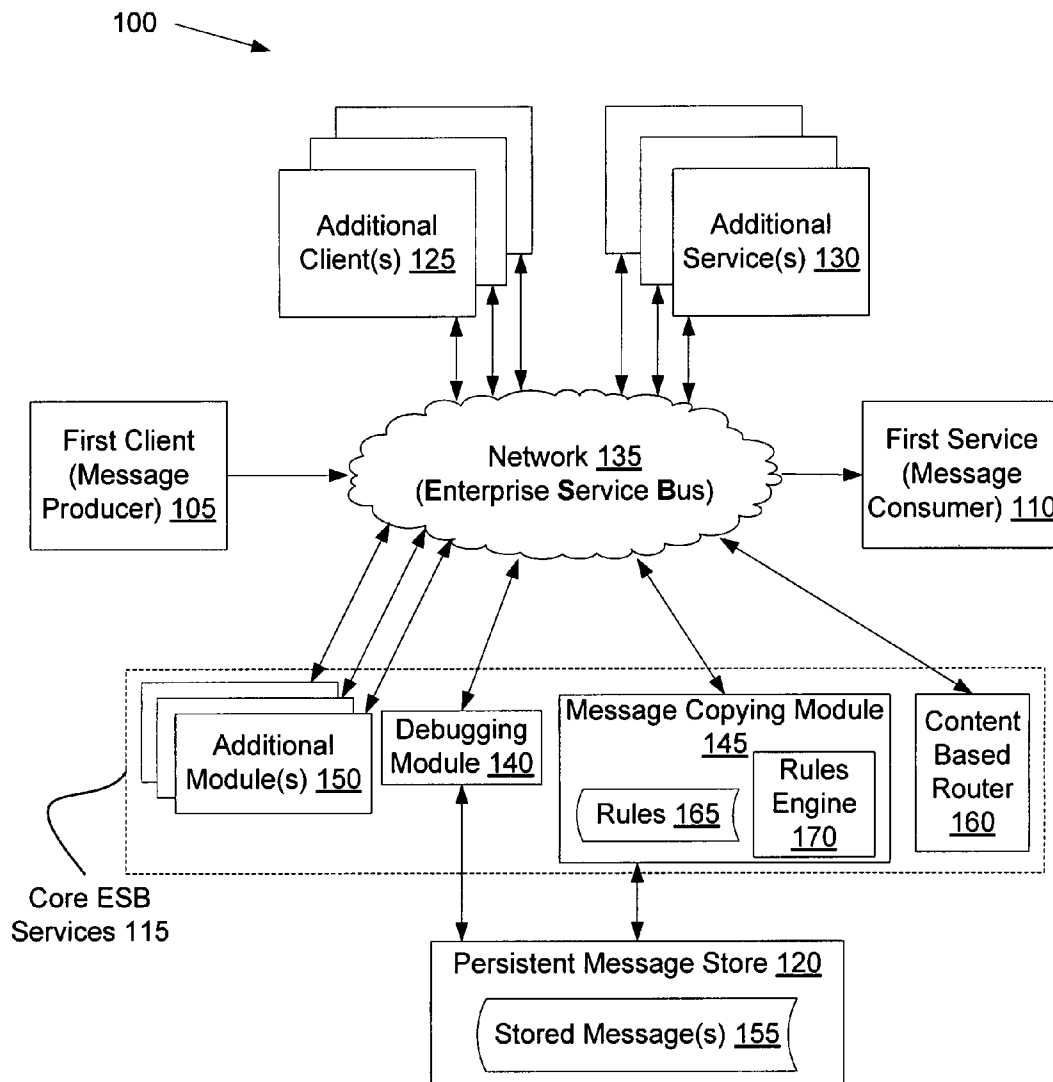 100
Additional
Client(s) 125
Additional
Service(s) 130
First Client
(Message
Producer) 105
Network 135
(Enterprise Service Bus)
First Service
(Message
Consumer) 110
Additional
Module(s) 150
Debugging
Module 140
Message Copying Module
145
Rules 165
Rules
Engine
170
Content
Based
Router
160
Core ESB
Services 115
Persistent Message Store 120
Stored Message(s) 155